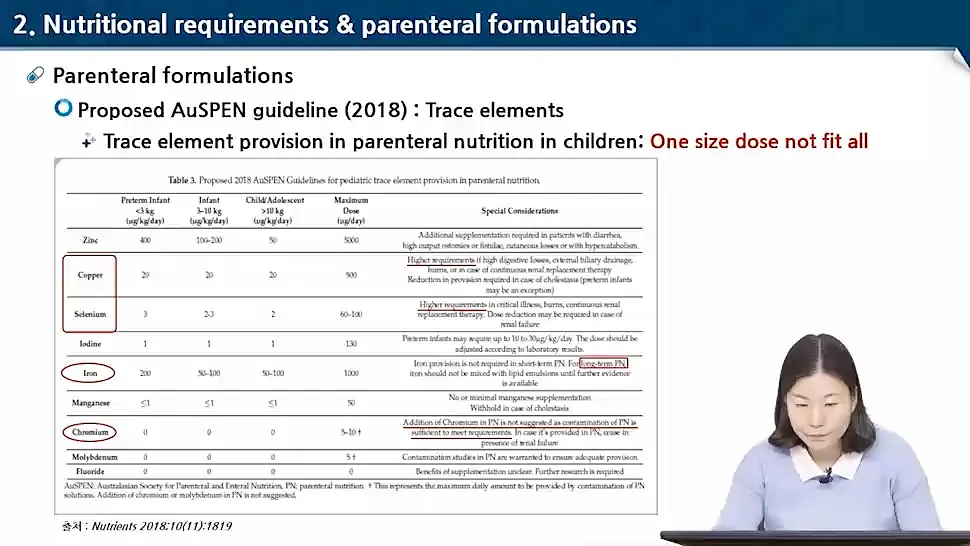 2. Nutritional requirements & parenteral formulations
Parenteral formulations
Proposed AuSPEN guideline (2018) : Trace elements
Trace element provision in parenteral nutrition in children: One size dose not fit all
Table 3. Proposed 2018 AuSPEN Guidelines for pediatric trace element provision in parenteral nutrition.
Preterm Infant <3 kg (µg/kg/day) Infant 3–10 kg (µg/kg/day) Child/Adolescent >10 kg (µg/kg/day) Maximum Dose (µg/day) Special Considerations
Zinc 400 100–200 50 5000 Additional supplementation required in patients with diarrhea,
high output ostomies or fistulae, cutaneous losses or with hypercatabolism
Copper 20 20 20 500 Higher requirements if high digestive losses, external biliary drainage,
burns, or in case of continuous renal replacement therapy
Reduction in provision required in case of cholestasis (preterm infants
may be an exception)
Selenium 3 2-3 2 60–100 Higher requirements in critical illness, burns, continuous renal
replacement therapy. Dose reduction may be required in case of
renal failure
Iodine 1 1 1 130 Preterm infants may require up to 10 to 30µg/kg/day. The dose should be
adjusted according to laboratory results.
Iron 200 50–100 50–100 1000 Iron provision is not required in short-term PN. For long-term PN,
iron should not be mixed with lipid emulsions until further evidence
is available
Manganese ≤1 ≤1 ≤1 50 No or minimal manganese supplementation
Withhold in case of cholestasis
Chromium 0 0 0 5–10 † Addition of Chromium in PN is not suggested as contamination of PN is
sufficient to meet requirements. In case it's provided in PN, cease in
presence of renal failure
Molybdenum 0 0 0 5 † Contamination studies in PN are warranted to ensure adequate provision
Fluoride 0 0 0 0 Benefits of supplementation unclear. Further research is required
AuSPEN: Australasian Society for Parenteral and Enteral Nutrition, PN; parenteral nutrition † This represents the maximum daily amount to be provided by contamination of PN
solutions. Addition of chromium or molybdenum in PN is not suggested.
출처 : Nutrients 2018;10(11):1819